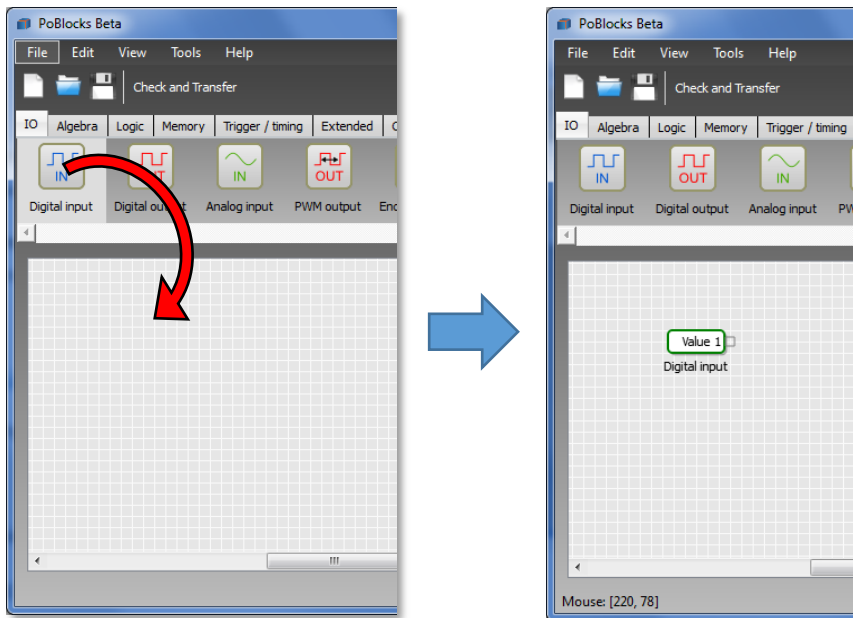 PoBlocks Beta
File Edit View Tools Help
Check and Transfer
IO Algebra Logic Memory Trigger / timing Extended
IN IN OUT
Digital input Digital output Analog input PWM output
PoBlocks Beta
File Edit View Tools Help
Check and Transfer
IO Algebra Logic Memory Trigger / timing
IN OUT IN
Digital input Digital output Analog input
Value 1
Digital input
Mouse: [220, 78]